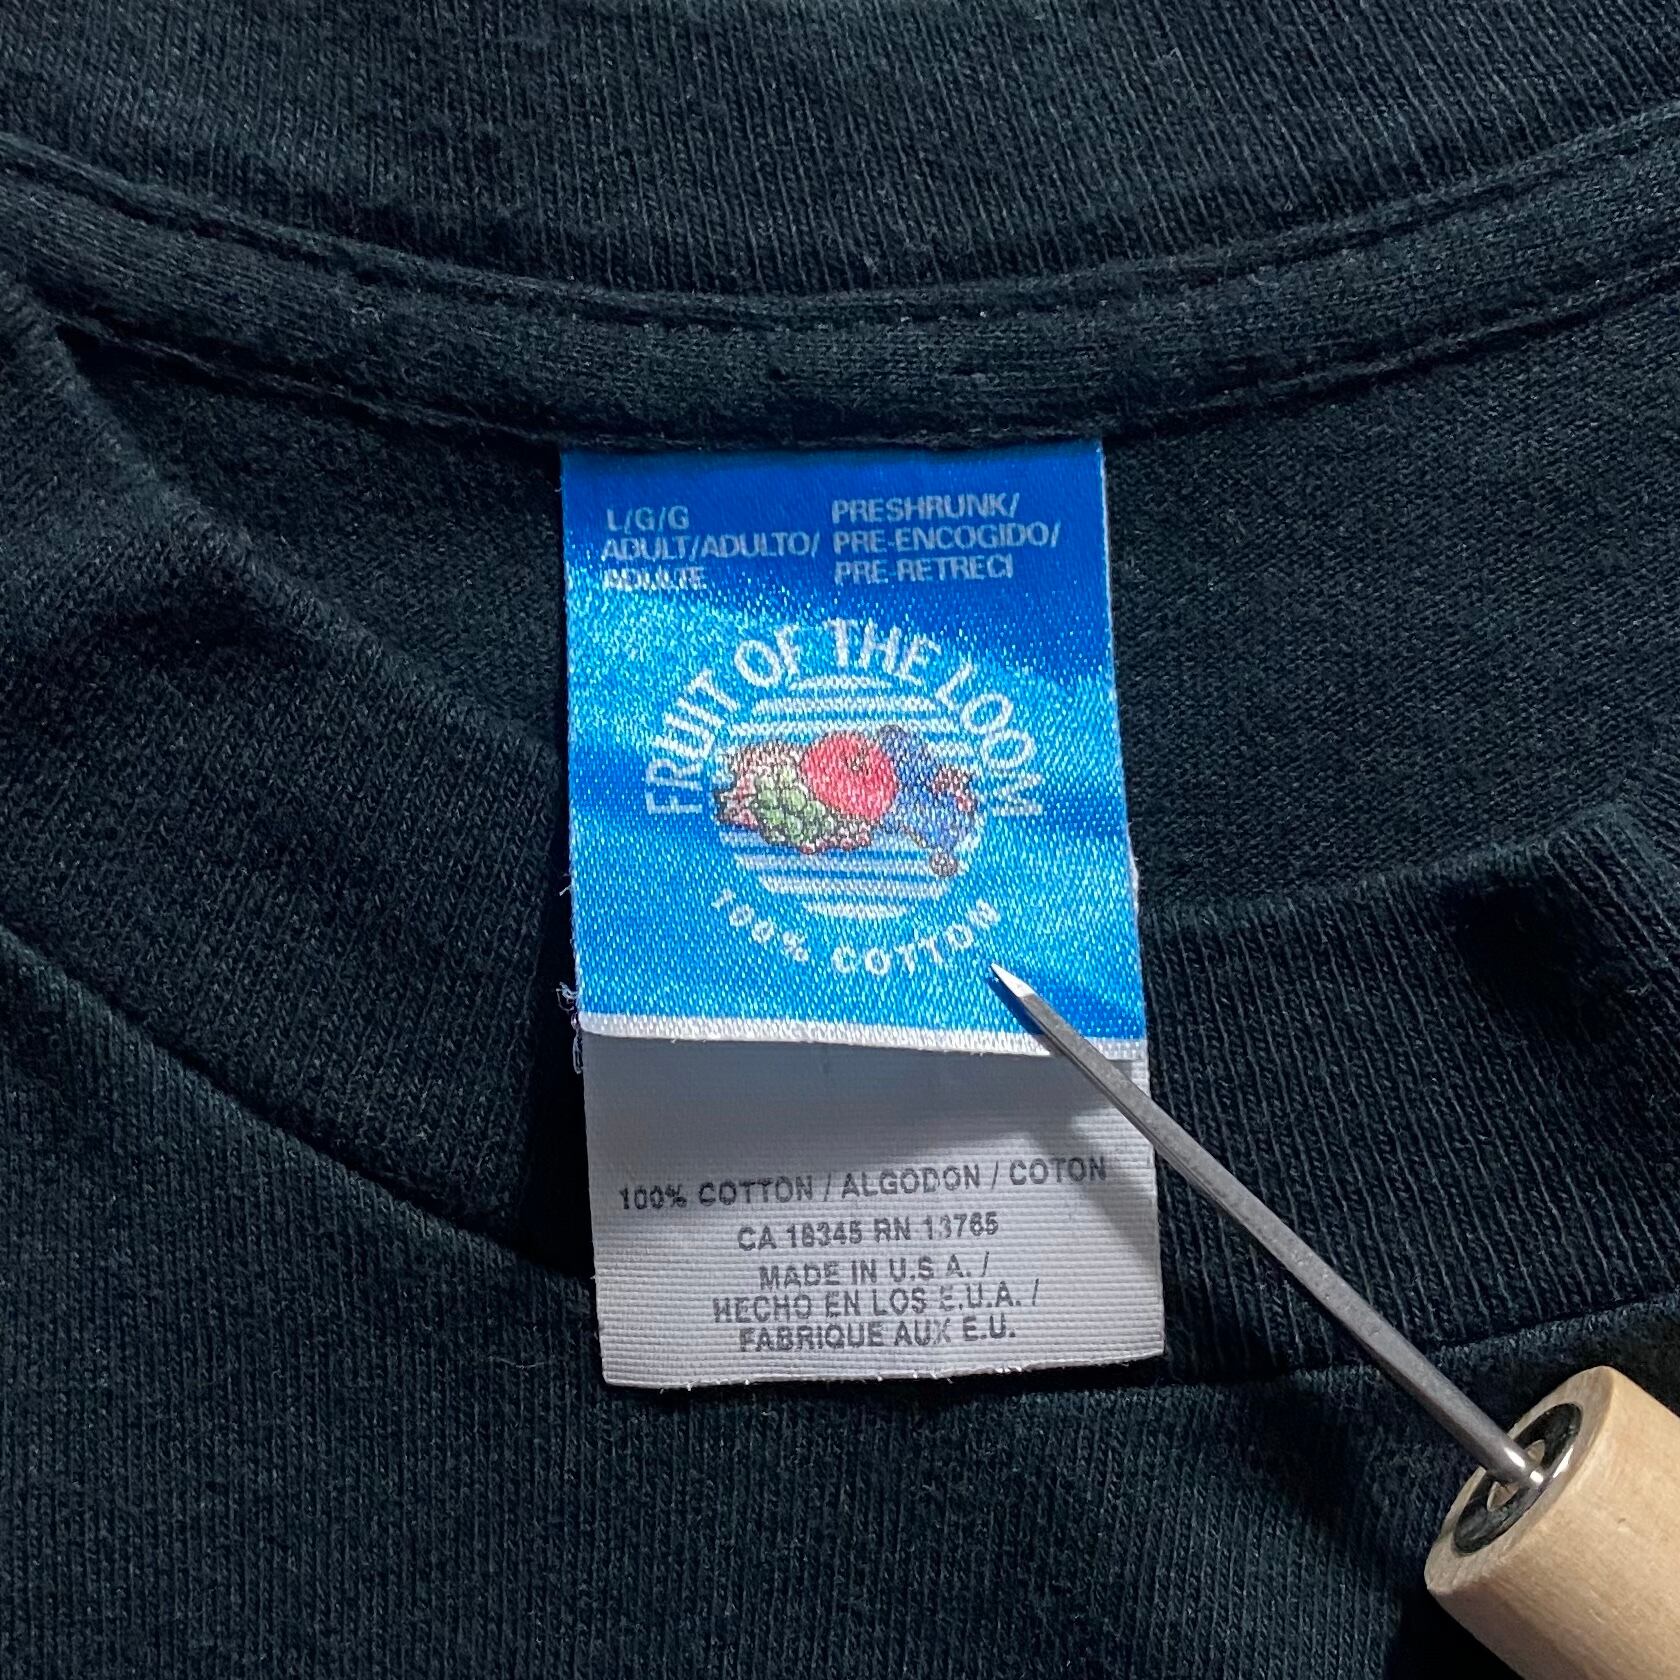 L/G/G
ADULT/ADULTO/
ADULTE
PRESHRUNK/
PRE-ENCOGIDO/
PRE-RETRECI
FRUIT OF THE LOOM
100% COTTON
100% COTTON / ALGODON / COTON
CA 18345 RN 13765
MADE IN U.S.A. /
HECHO EN LOS E.U.A. /
FABRIQUE AUX E.U.